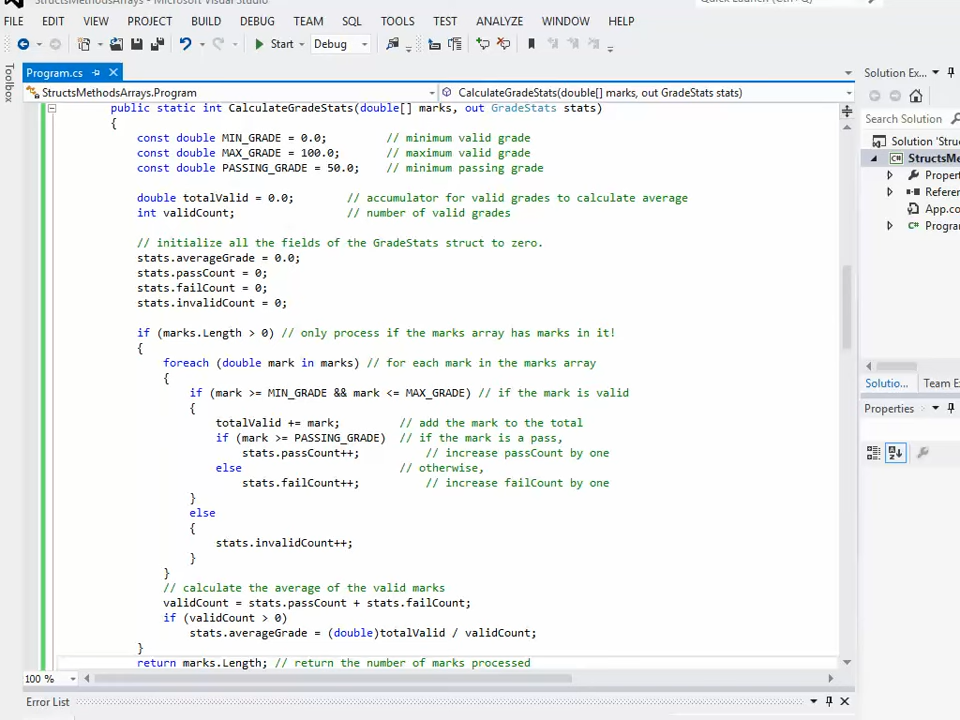 StructsMethodsArrays - Microsoft Visual Studio
Quick Launch (Ctrl+Q)
FILE EDIT VIEW PROJECT BUILD DEBUG TEAM SQL TOOLS TEST ANALYZE WINDOW HELP
Start Debug
Toolbox
Program.cs
StructsMethodsArrays.Program
CalculateGradeStats(double[] marks, out GradeStats stats)
public static int CalculateGradeStats(double[] marks, out GradeStats stats)
{
const double MIN_GRADE = 0.0; // minimum valid grade
const double MAX_GRADE = 100.0; // maximum valid grade
const double PASSING_GRADE = 50.0; // minimum passing grade
double totalValid = 0.0; // accumulator for valid grades to calculate average
int validCount; // number of valid grades
// initialize all the fields of the GradeStats struct to zero.
stats.averageGrade = 0.0;
stats.passCount = 0;
stats.failCount = 0;
stats.invalidCount = 0;
if (marks.Length > 0) // only process if the marks array has marks in it!
{
foreach (double mark in marks) // for each mark in the marks array
{
if (mark >= MIN_GRADE && mark <= MAX_GRADE) // if the mark is valid
{
totalValid += mark; // add the mark to the total
if (mark >= PASSING_GRADE) // if the mark is a pass,
stats.passCount++; // increase passCount by one
else // otherwise,
stats.failCount++; // increase failCount by one
}
else
{
stats.invalidCount++;
}
}
// calculate the average of the valid marks
validCount = stats.passCount + stats.failCount;
if (validCount > 0)
stats.averageGrade = (double)totalValid / validCount;
}
return marks.Length; // return the number of marks processed
100 %
Error List
Solution Ex...
Search Solution
Solution 'Struc
StructsMe
Propert
Referen
App.co
Program
Solutio... Team E
Properties